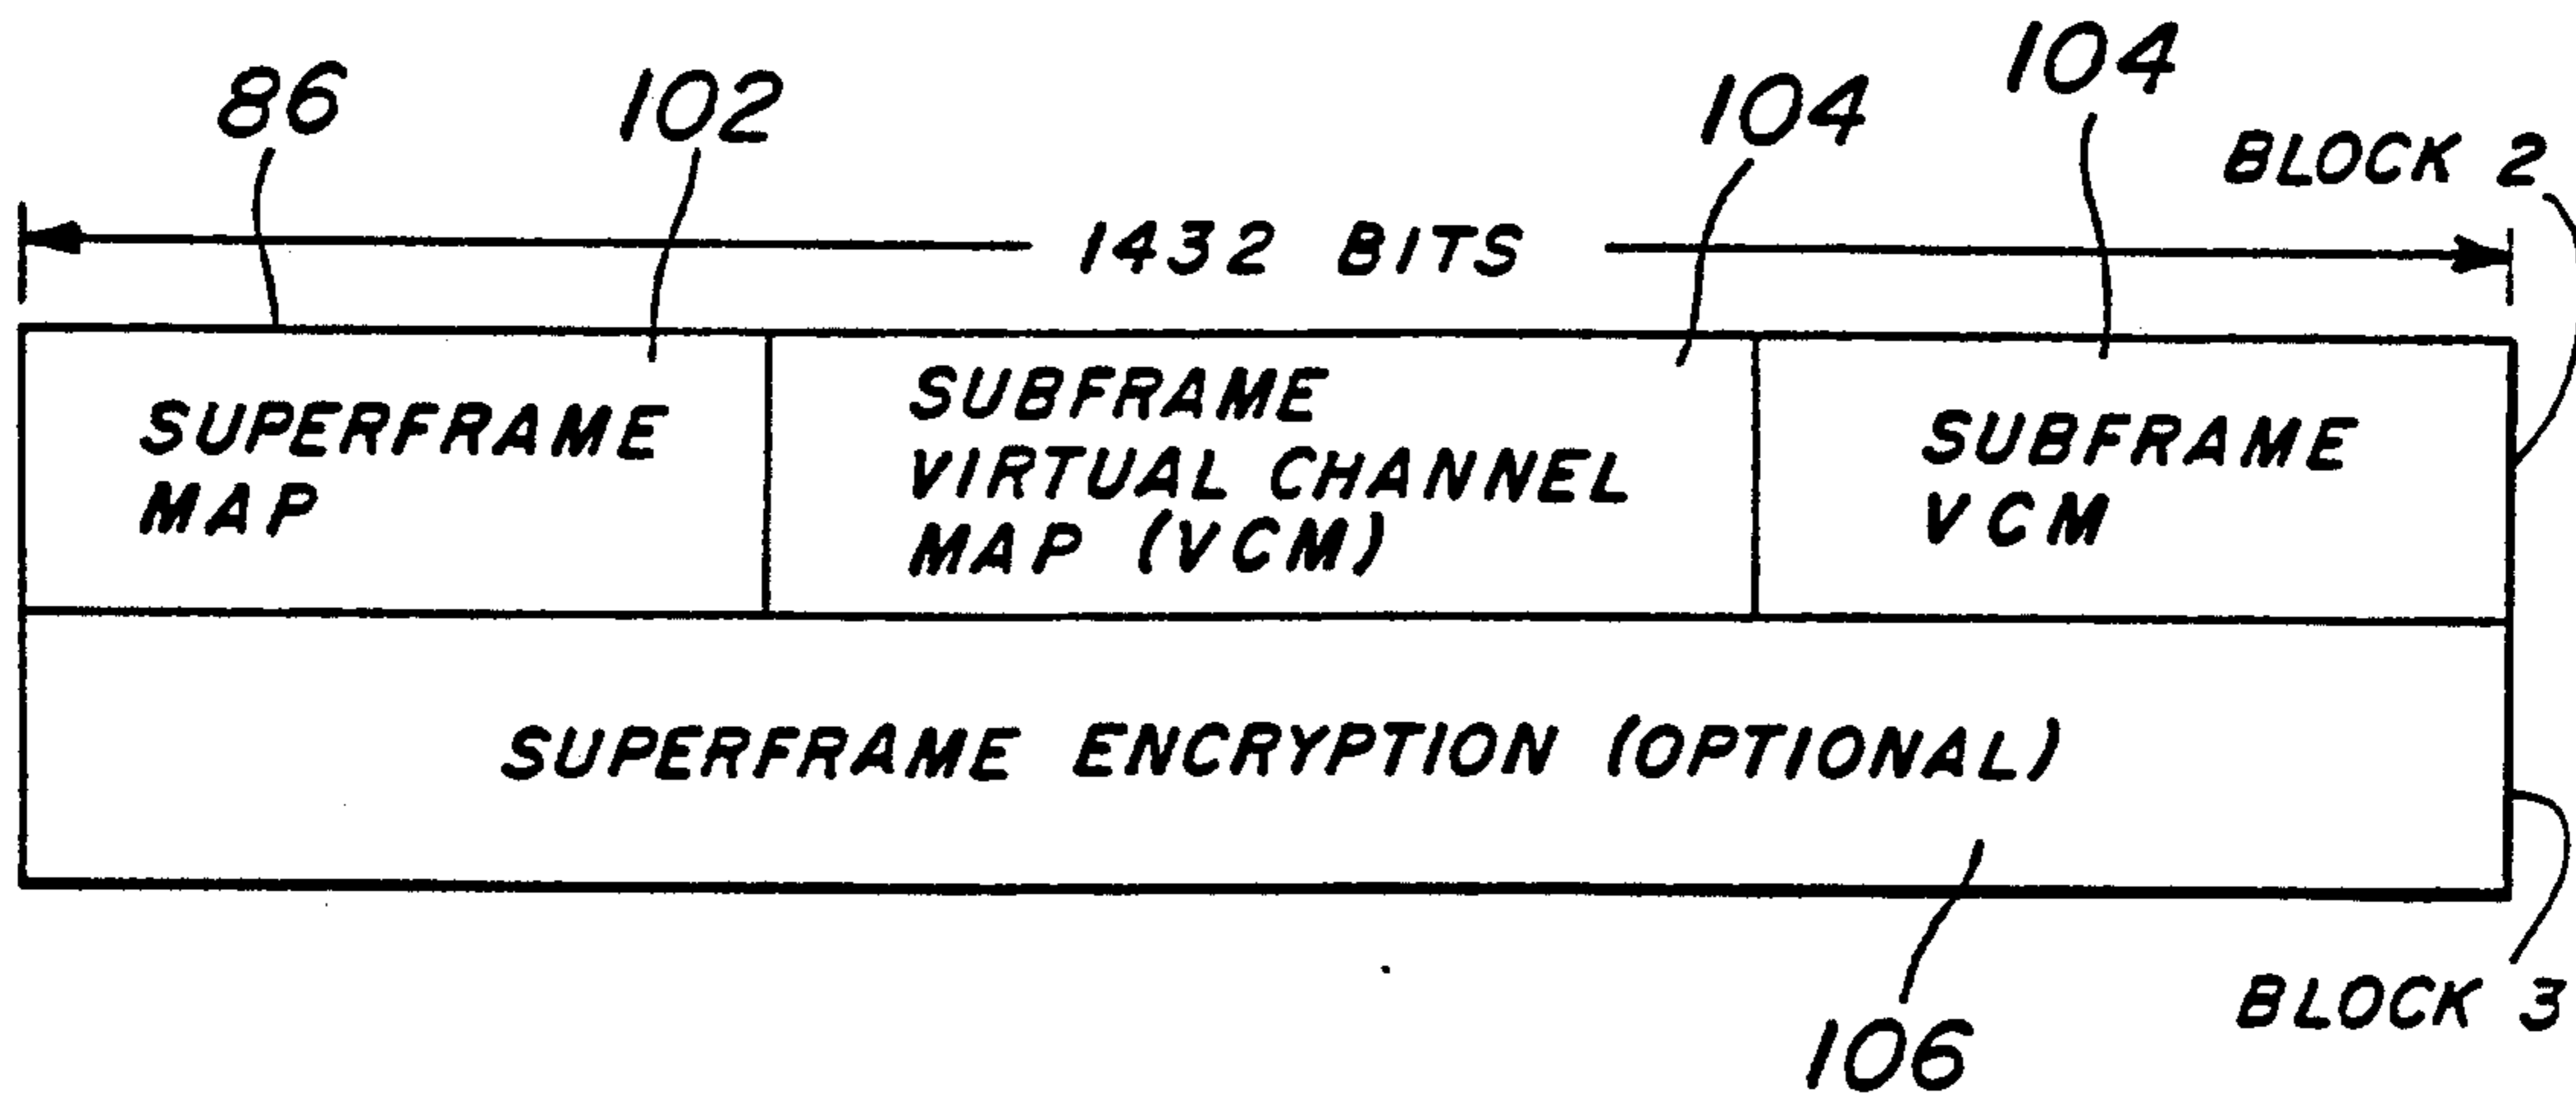 86
102
104
104
BLOCK 2
1432 BITS
SUPERFRAME
MAP
SUBFRAME
VIRTUAL CHANNEL
MAP (VCM)
SUBFRAME
VCM
SUPERFRAME ENCRYPTION (OPTIONAL)
BLOCK 3
106